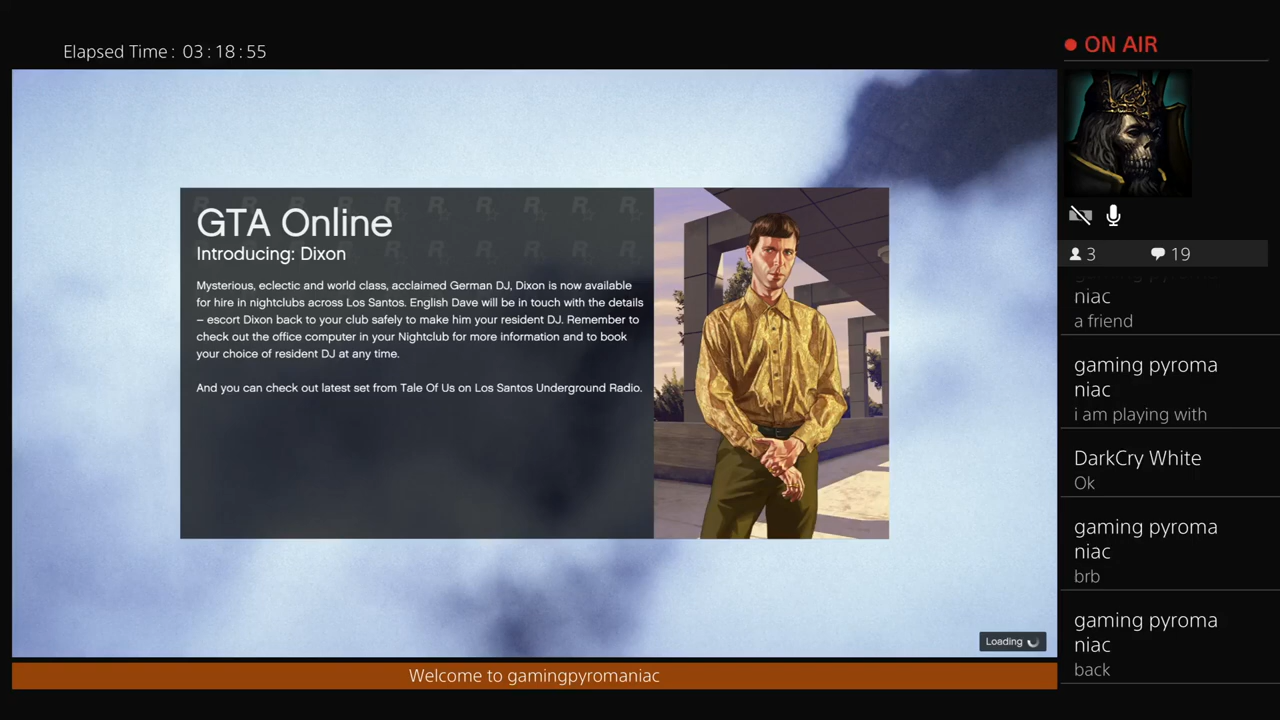 Elapsed Time : 03 : 18 : 55
ON AIR
GTA Online
Introducing: Dixon
Mysterious, eclectic and world class, acclaimed German DJ, Dixon is now available
for hire in nightclubs across Los Santos. English Dave will be in touch with the details
– escort Dixon back to your club safely to make him your resident DJ. Remember to
check out the office computer in your Nightclub for more information and to book
your choice of resident DJ at any time.
And you can check out latest set from Tale Of Us on Los Santos Underground Radio.
Loading
Welcome to gamingpyromaniac
3
19
niac
a friend
gaming pyroma
niac
i am playing with
DarkCry White
Ok
gaming pyroma
niac
brb
gaming pyroma
niac
back